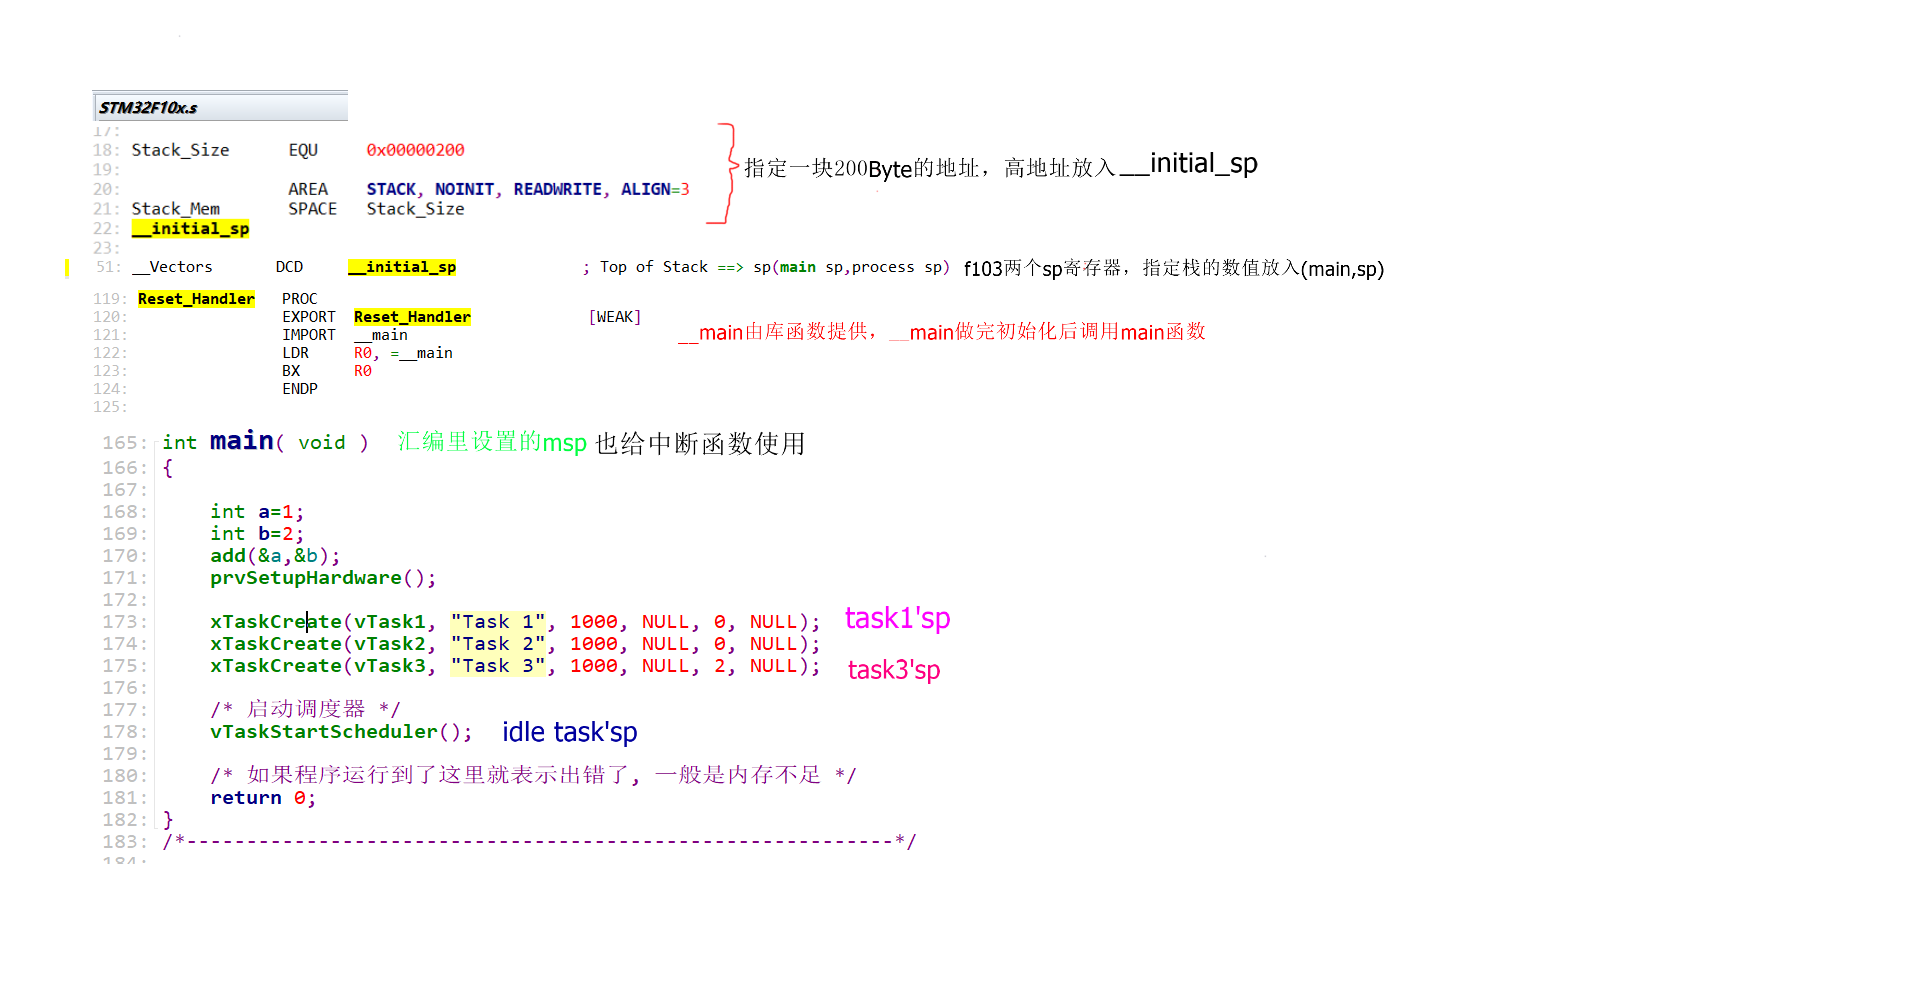 STM32F10x.s
17:
18: Stack_Size EQU 0x00000200
指定一块200Byte的地址，高地址放入__initial_sp
19:
20: AREA STACK, NOINIT, READWRITE, ALIGN=3
21: Stack_Mem SPACE Stack_Size
22: __initial_sp
23:
51: __Vectors DCD __initial_sp ; Top of Stack ==> sp(main sp,process sp) f103两个sp寄存器，指定栈的数值放入(main,sp)
119: Reset_Handler PROC
120: EXPORT Reset_Handler [WEAK]
__main由库函数提供，__main做完初始化后调用main函数
121: IMPORT __main
122: LDR R0, =__main
123: BX R0
124: ENDP
125:
165: int main( void ) 汇编里设置的msp 也给中断函数使用
166: {
167:
168: int a=1;
169: int b=2;
170: add(&a,&b);
171: prvSetupHardware();
172:
173: xTaskCreate(vTask1, "Task 1", 1000, NULL, 0, NULL); task1'sp
174: xTaskCreate(vTask2, "Task 2", 1000, NULL, 0, NULL);
175: xTaskCreate(vTask3, "Task 3", 1000, NULL, 2, NULL); task3'sp
176:
177: /* 启动调度器 */
178: vTaskStartScheduler(); idle task'sp
179:
180: /* 如果程序运行到了这里就表示出错了, 一般是内存不足 */
181: return 0;
182: }
183: /*-----------------------------------------------------------*/
184: